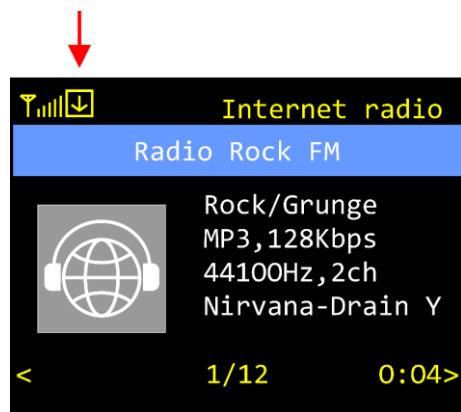 Internet radio
Radio Rock FM
Rock/Grunge
MP3,128Kbps
44100Hz,2ch
Nirvana-Drain Y
< 1/12 0:04>